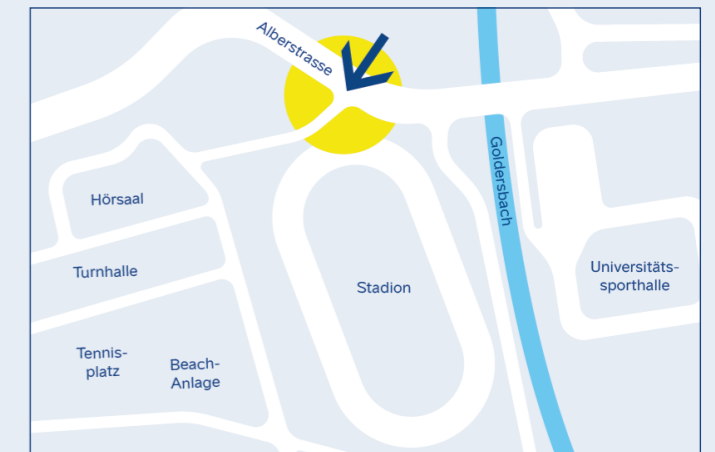 Alberstrasse
Goldersbach
Hörsaal
Turnhalle
Stadion
Universitäts-
sporthalle
Tennis-
platz
Beach-
Anlage